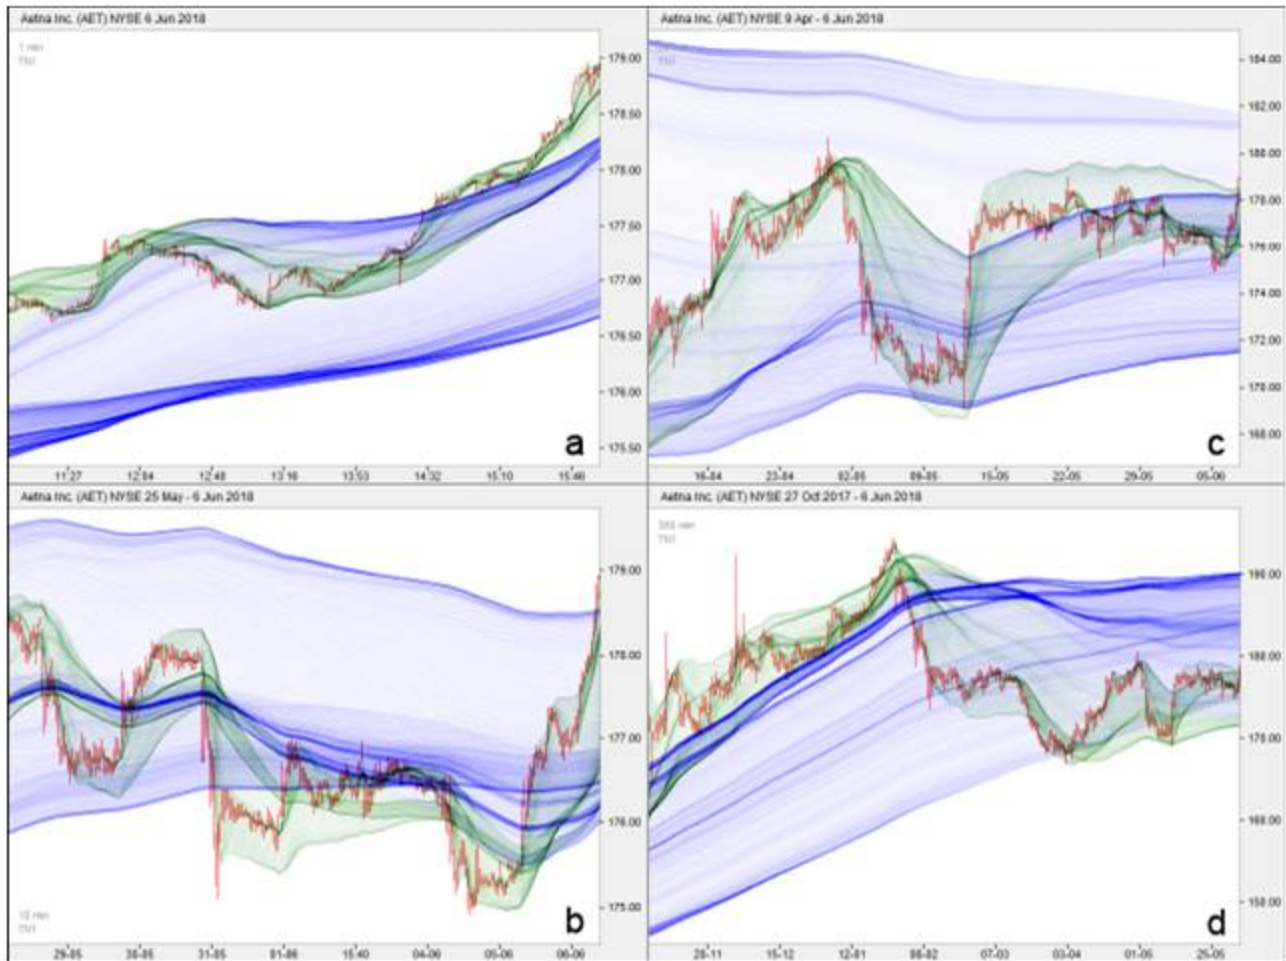 Aetna Inc. (AET) NYSE 6 Jun 2018
1 min
179.00
178.50
178.00
177.50
177.00
176.50
176.00
175.50
a
11:27 12:04 12:48 13:16 13:53 14:32 15:10 15:46
Aetna Inc. (AET) NYSE 9 Apr - 6 Jun 2018
184.00
182.00
180.00
178.00
176.00
174.00
172.00
170.00
168.00
c
16-04 23-04 02-05 09-05 15-05 22-05 29-05 05-06
Aetna Inc. (AET) NYSE 25 May - 6 Jun 2018
179.00
178.00
177.00
176.00
175.00
10 min
b
29-05 30-05 31-05 01-06 15:40 04-06 05-06 06-06
Aetna Inc. (AET) NYSE 27 Oct 2017 - 6 Jun 2018
min
198.00
188.00
178.00
168.00
158.00
d
28-11 15-12 12-01 07-03 03-04 01-05 25-05